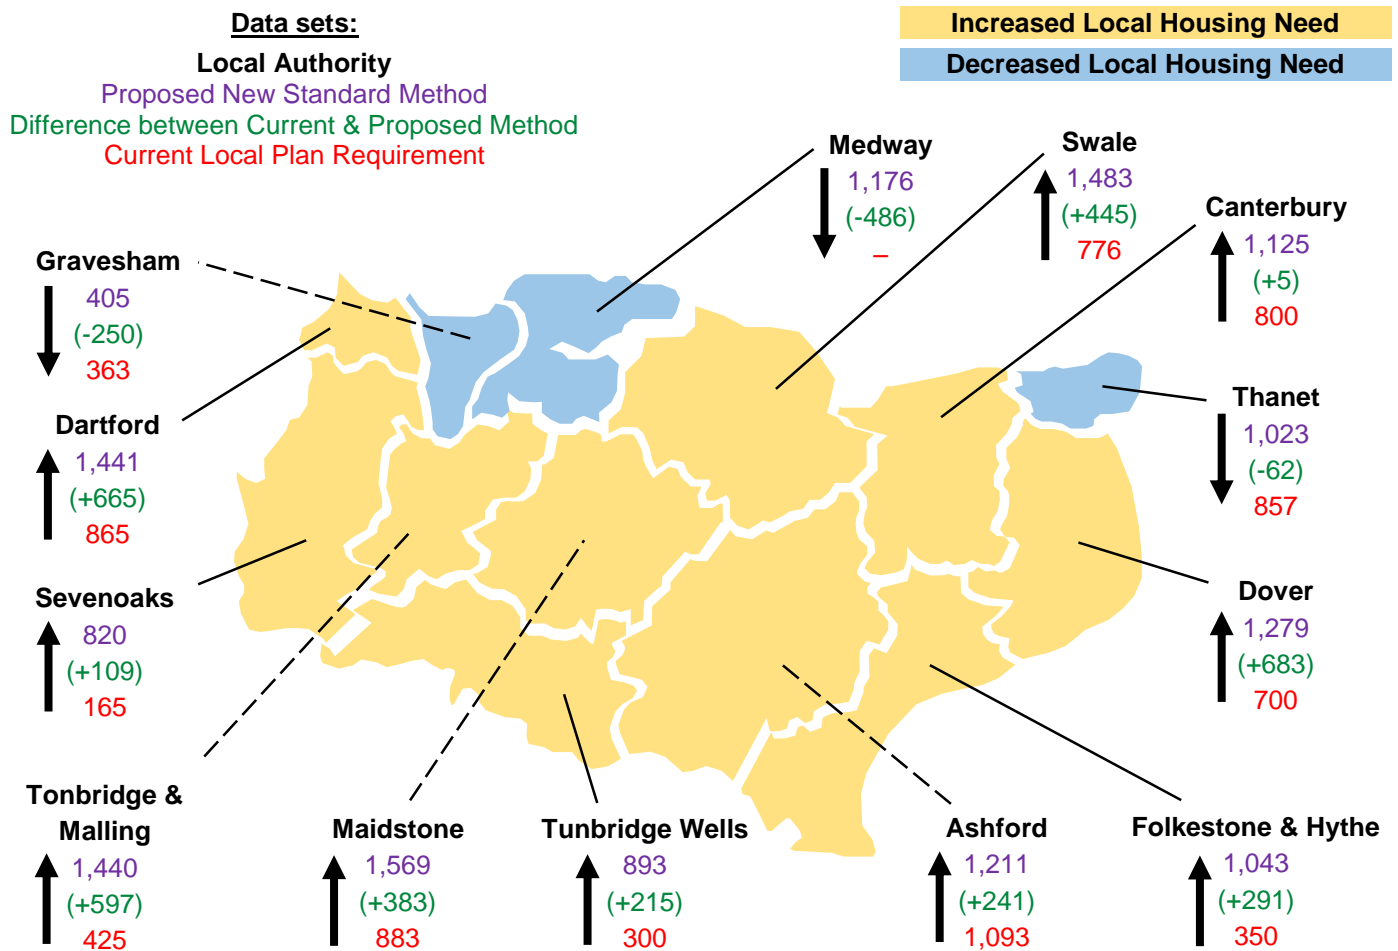 Data sets:
Local Authority
Proposed New Standard Method
Difference between Current & Proposed Method
Current Local Plan Requirement
Increased Local Housing Need
Decreased Local Housing Need
Medway
1,176
(-486)
–
Swale
1,483
(+445)
776
Canterbury
1,125
(+5)
800
Gravesham
405
(-250)
363
Thanet
1,023
(-62)
857
Dartford
1,441
(+665)
865
Sevenoaks
820
(+109)
165
Dover
1,279
(+683)
700
Tonbridge &
Malling
1,440
(+597)
425
Maidstone
1,569
(+383)
883
Tunbridge Wells
893
(+215)
300
Ashford
1,211
(+241)
1,093
Folkestone & Hythe
1,043
(+291)
350